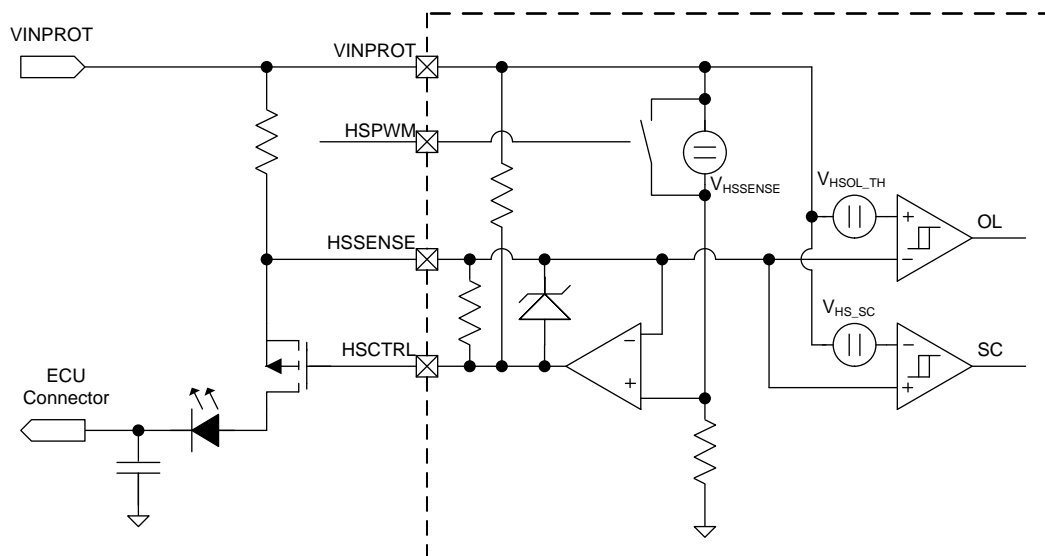 VINPROT
VINPROT
HSPWM
VHSSENSE
VHSOL_TH
OL
HSSENSE
VHS_SC
SC
HSCTRL
ECU
Connector
+
−
−
+
−
+